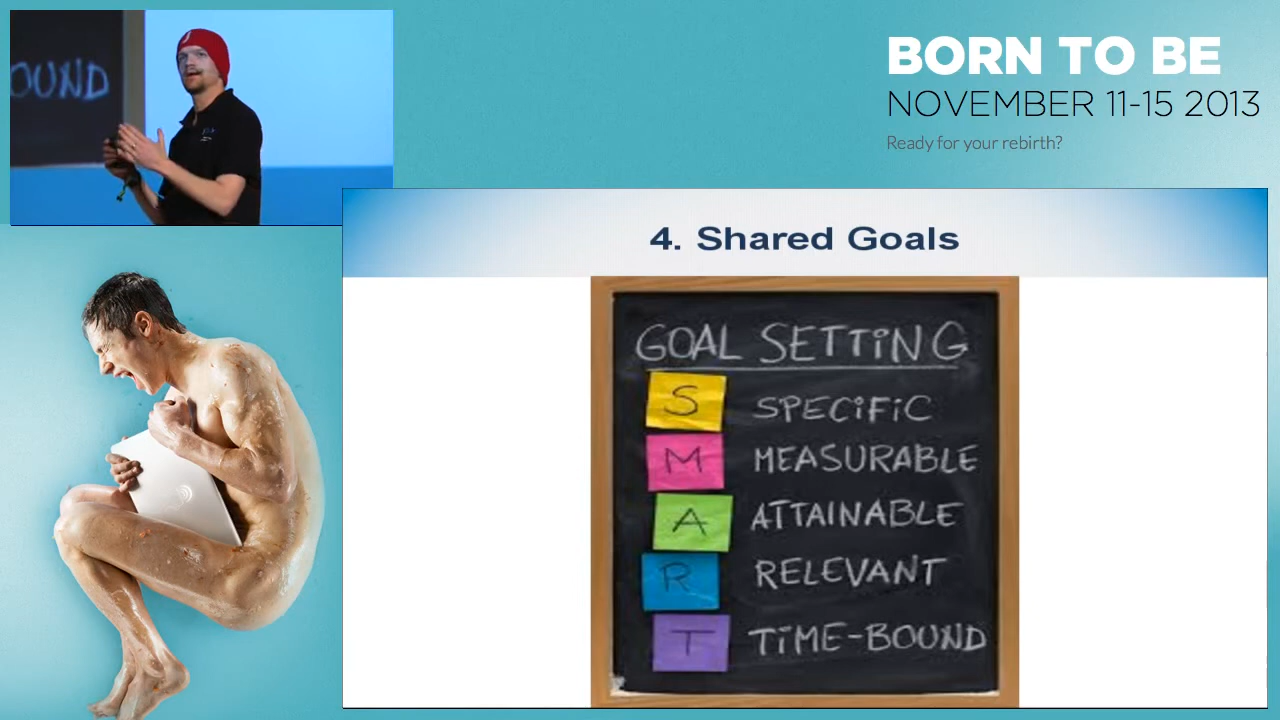 OUND
BORN TO BE
NOVEMBER 11-15 2013
Ready for your rebirth?
4. Shared Goals
GOAL SETTING
S SPECIFIC
M MEASURABLE
A ATTAINABLE
R RELEVANT
T TIME-BOUND